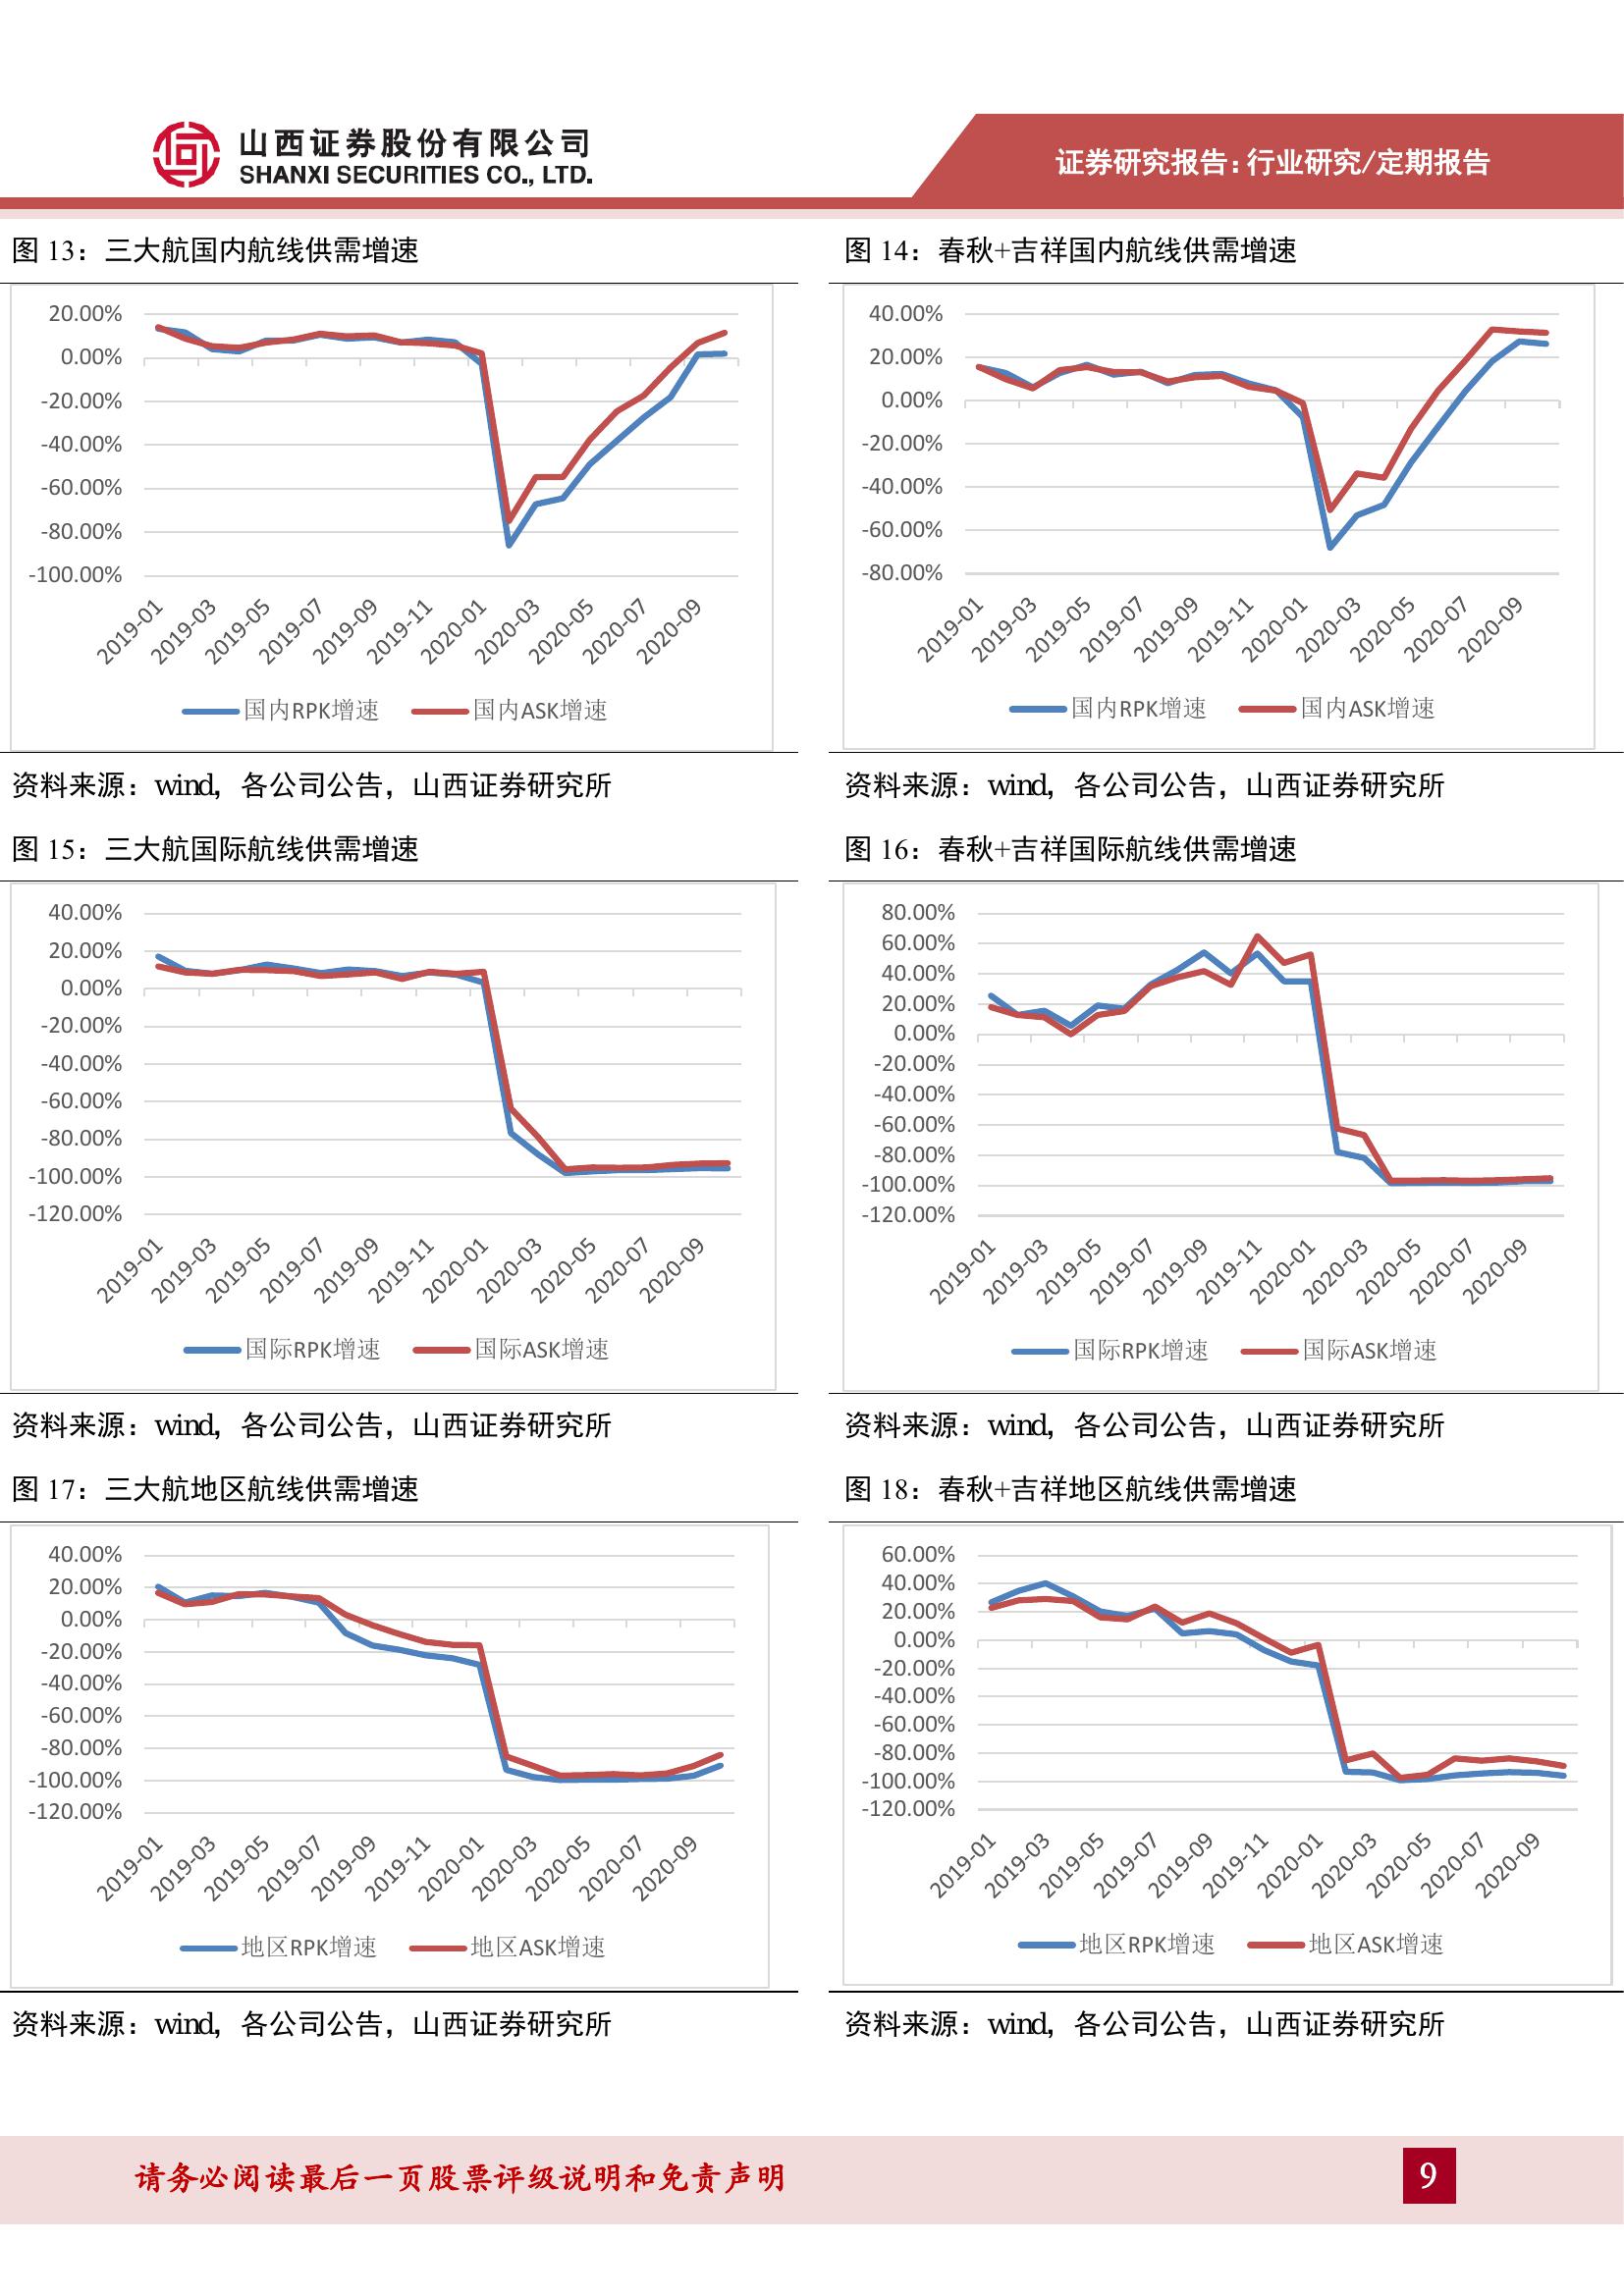 山西证券股份有限公司
SHANXI SECURITIES CO., LTD.
证券研究报告：行业研究/定期报告
图 13：三大航国内航线供需增速
20.00%
0.00%
-20.00%
-40.00%
-60.00%
-80.00%
-100.00%
2019-01 2019-03 2019-05 2019-07 2019-09 2019-11 2020-01 2020-03 2020-05 2020-07 2020-09
国内RPK增速 国内ASK增速
资料来源：wind，各公司公告，山西证券研究所
图 14：春秋+吉祥国内航线供需增速
40.00%
20.00%
0.00%
-20.00%
-40.00%
-60.00%
-80.00%
2019-01 2019-03 2019-05 2019-07 2019-09 2019-11 2020-01 2020-03 2020-05 2020-07 2020-09
国内RPK增速 国内ASK增速
资料来源：wind，各公司公告，山西证券研究所
图 15：三大航国际航线供需增速
40.00%
20.00%
0.00%
-20.00%
-40.00%
-60.00%
-80.00%
-100.00%
-120.00%
2019-01 2019-03 2019-05 2019-07 2019-09 2019-11 2020-01 2020-03 2020-05 2020-07 2020-09
国际RPK增速 国际ASK增速
资料来源：wind，各公司公告，山西证券研究所
图 16：春秋+吉祥国际航线供需增速
80.00%
60.00%
40.00%
20.00%
0.00%
-20.00%
-40.00%
-60.00%
-80.00%
-100.00%
-120.00%
2019-01 2019-03 2019-05 2019-07 2019-09 2019-11 2020-01 2020-03 2020-05 2020-07 2020-09
国际RPK增速 国际ASK增速
资料来源：wind，各公司公告，山西证券研究所
图 17：三大航地区航线供需增速
40.00%
20.00%
0.00%
-20.00%
-40.00%
-60.00%
-80.00%
-100.00%
-120.00%
2019-01 2019-03 2019-05 2019-07 2019-09 2019-11 2020-01 2020-03 2020-05 2020-07 2020-09
地区RPK增速 地区ASK增速
资料来源：wind，各公司公告，山西证券研究所
图 18：春秋+吉祥地区航线供需增速
60.00%
40.00%
20.00%
0.00%
-20.00%
-40.00%
-60.00%
-80.00%
-100.00%
-120.00%
2019-01 2019-03 2019-05 2019-07 2019-09 2019-11 2020-01 2020-03 2020-05 2020-07 2020-09
地区RPK增速 地区ASK增速
资料来源：wind，各公司公告，山西证券研究所
请务必阅读最后一页股票评级说明和免责声明
9